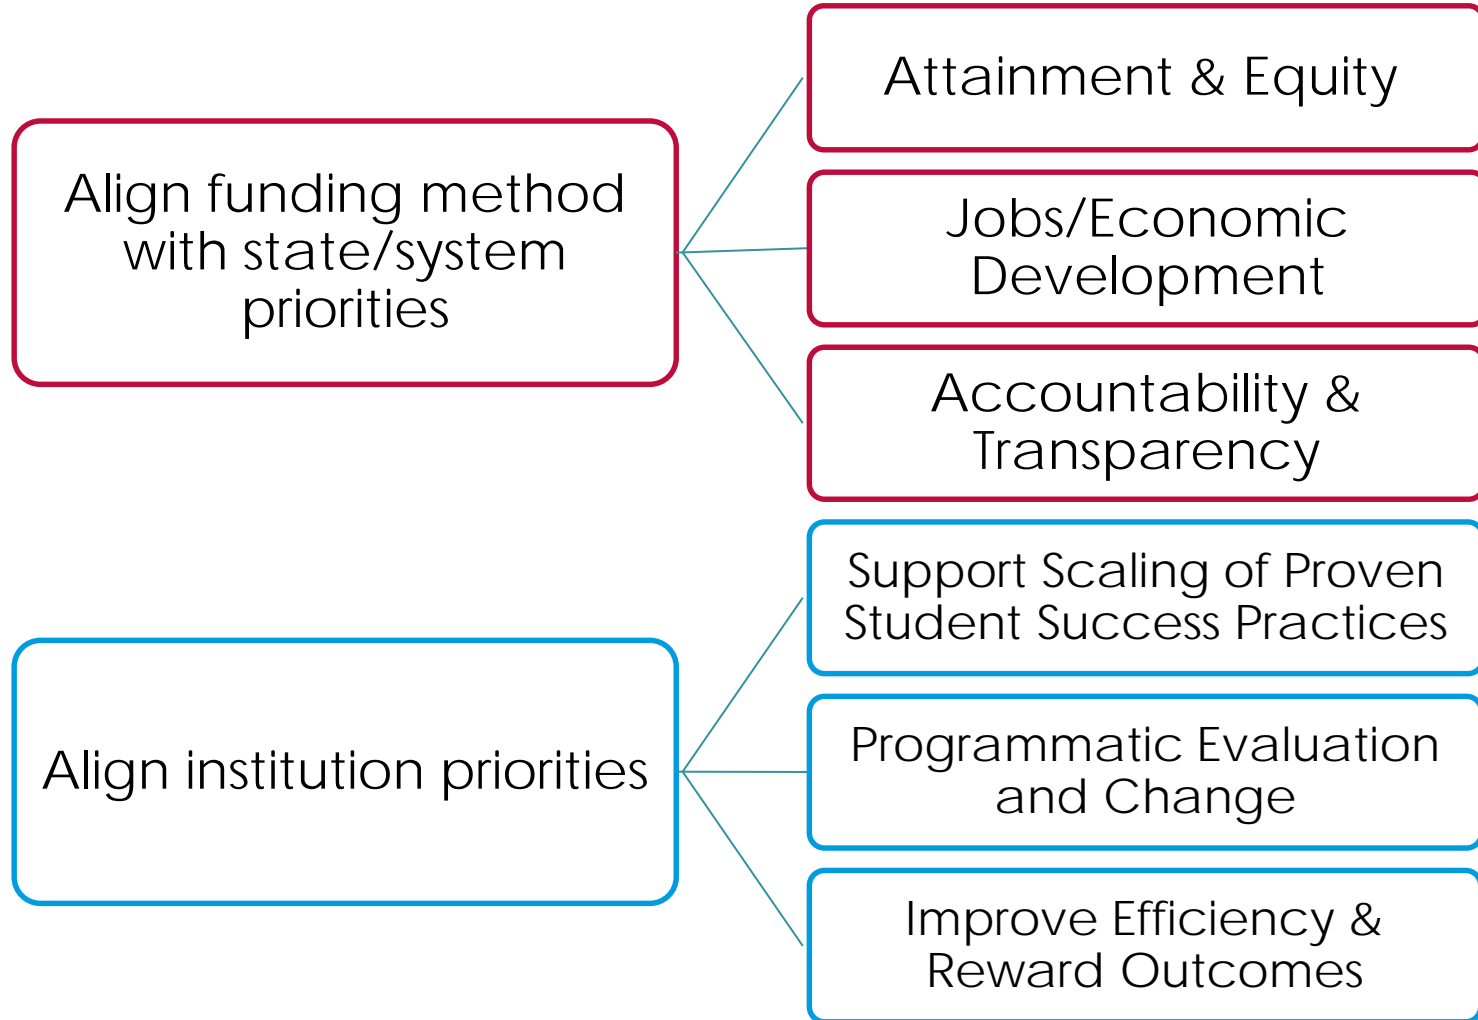 Align funding method
with state/system
priorities
Attainment & Equity
Jobs/Economic
Development
Accountability &
Transparency
Align institution priorities
Support Scaling of Proven
Student Success Practices
Programmatic Evaluation
and Change
Improve Efficiency &
Reward Outcomes